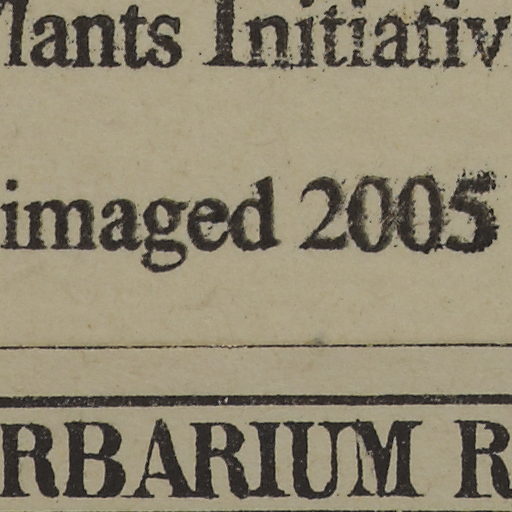 lants Initiativ
imaged 2005
RBARIUM R